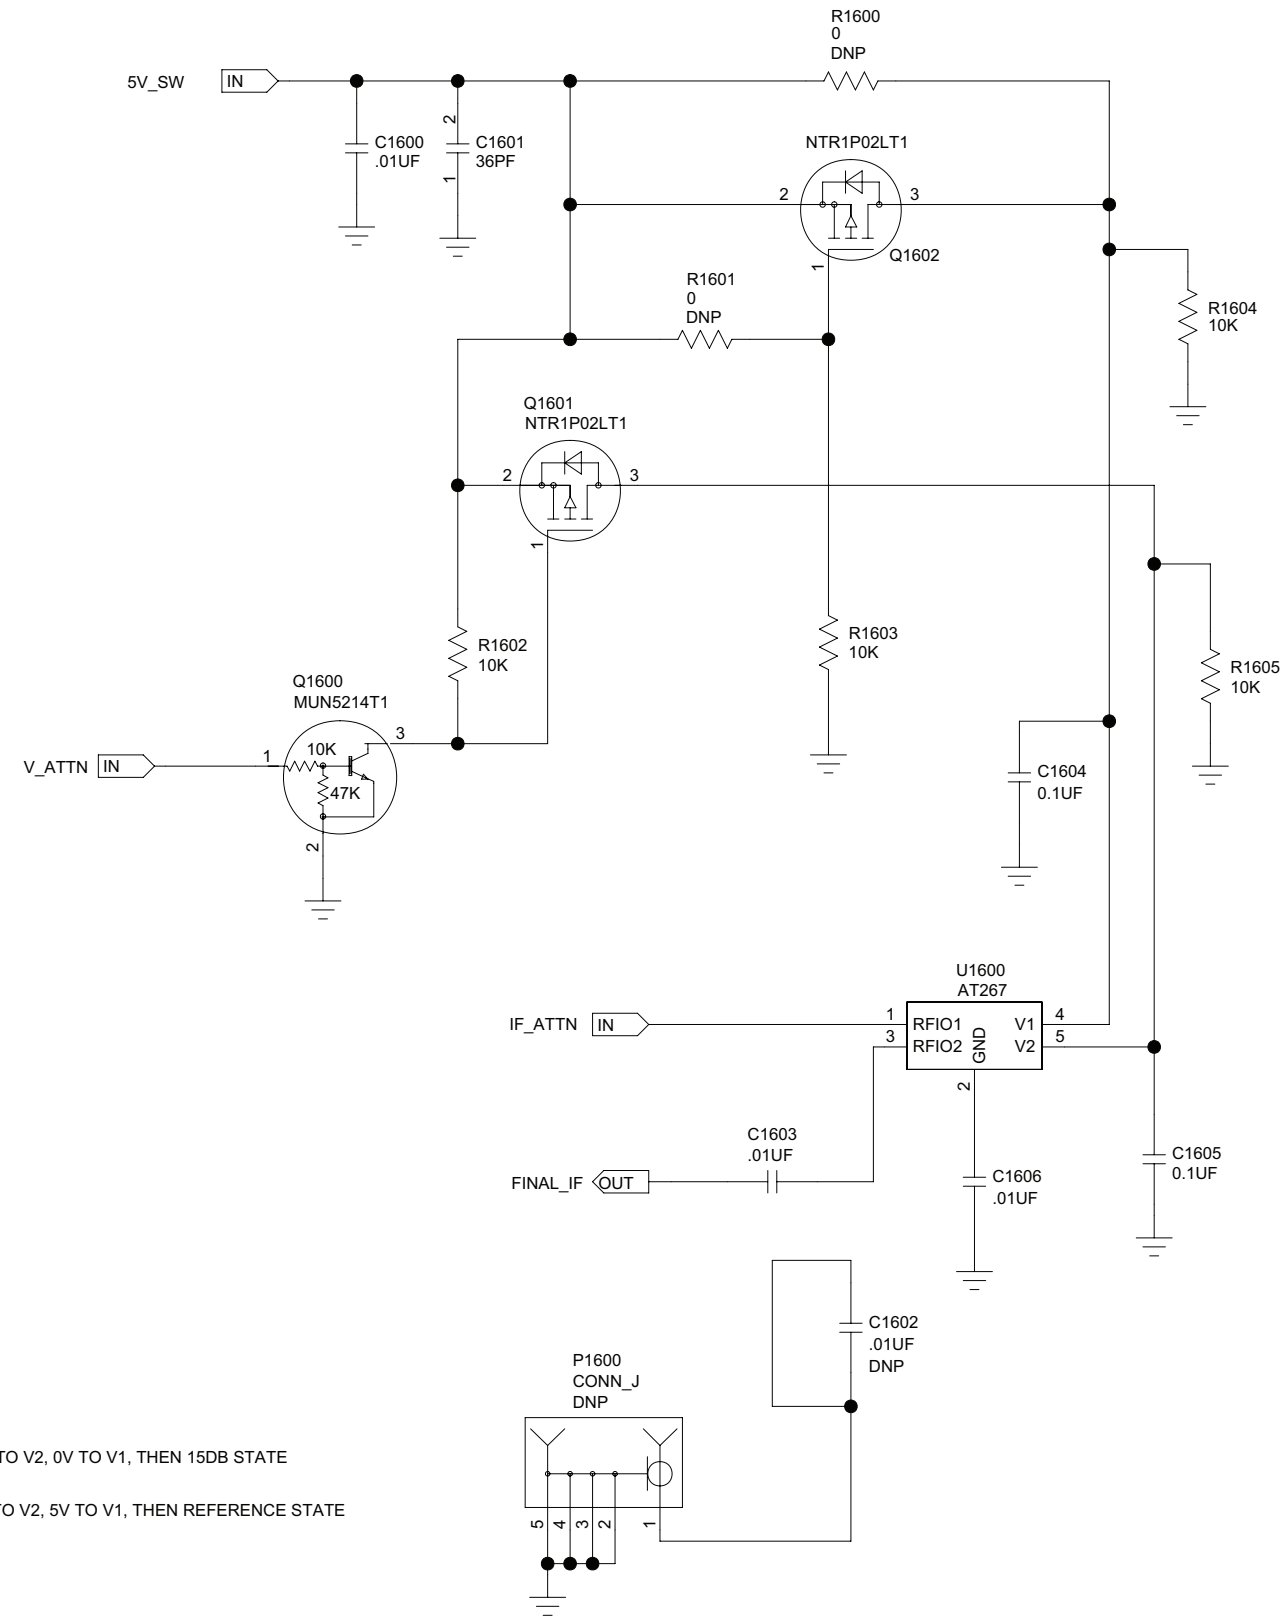 R1600
0
DNP
5V_SW IN
C1600
.01UF
2
C1601
36PF
1
NTR1P02LT1
2 3
1
Q1602
R1601
0
DNP
R1604
10K
Q1601
NTR1P02LT1
2 3
1
R1602
10K
R1603
10K
R1605
10K
Q1600
MUN5214T1
3
V_ATTN IN
1
10K
47K
2
C1604
0.1UF
U1600
AT267
IF_ATTN IN
1 RFIO1 V1 4
3 RFIO2 V2 5
GND
2
C1603
.01UF
FINAL_IF OUT
C1606
.01UF
C1605
0.1UF
C1602
.01UF
DNP
P1600
CONN_J
DNP
5 4 3 2 1
TO V2, 0V TO V1, THEN 15DB STATE
TO V2, 5V TO V1, THEN REFERENCE STATE